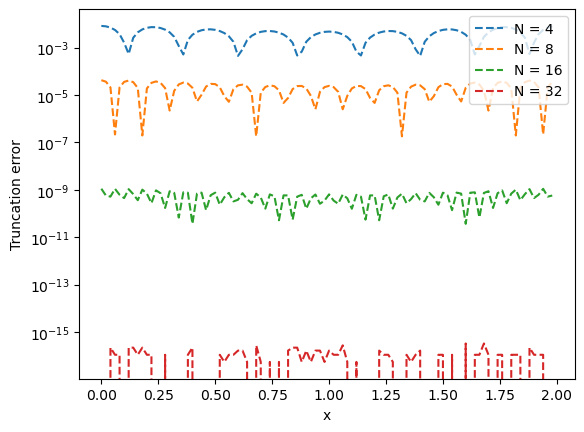 N = 4
N = 8
N = 16
N = 32
Truncation error
10⁻³
10⁻⁵
10⁻⁷
10⁻⁹
10⁻¹¹
10⁻¹³
10⁻¹⁵
0.00 0.25 0.50 0.75 1.00 1.25 1.50 1.75 2.00
x